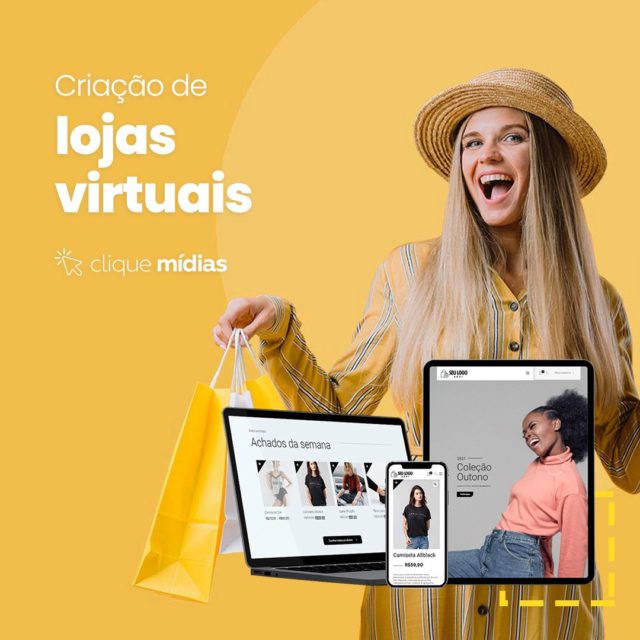 Criação de
lojas
virtuais
clique mídias
Achados da semana
SEU LOGO
SEU LOGO
2021
Coleção
Outono
Camiseta Allblack
R$59,90